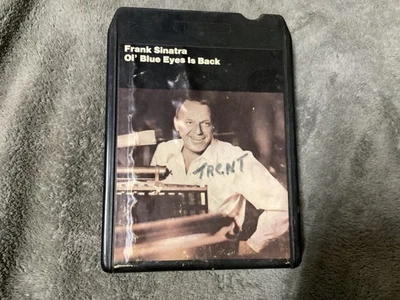 Frank Sinatra
Ol' Blue Eyes Is Back
TRENT